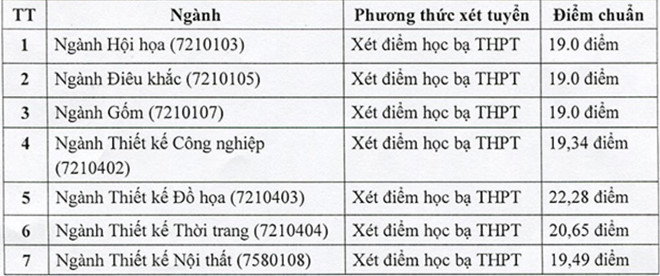 TT Ngành Phương thức xét tuyển Điểm chuẩn
1 Ngành Hội họa (7210103) Xét điểm học bạ THPT 19.0 điểm
2 Ngành Điêu khắc (7210105) Xét điểm học bạ THPT 19.0 điểm
3 Ngành Gốm (7210107) Xét điểm học bạ THPT 19.0 điểm
4 Ngành Thiết kế Công nghiệp Xét điểm học bạ THPT 19,34 điểm
(7210402)
5 Ngành Thiết kế Đồ họa (7210403) Xét điểm học bạ THPT 22,28 điểm
6 Ngành Thiết kế Thời trang (7210404) Xét điểm học bạ THPT 20,65 điểm
7 Ngành Thiết kế Nội thất (7580108) Xét điểm học bạ THPT 19,49 điểm